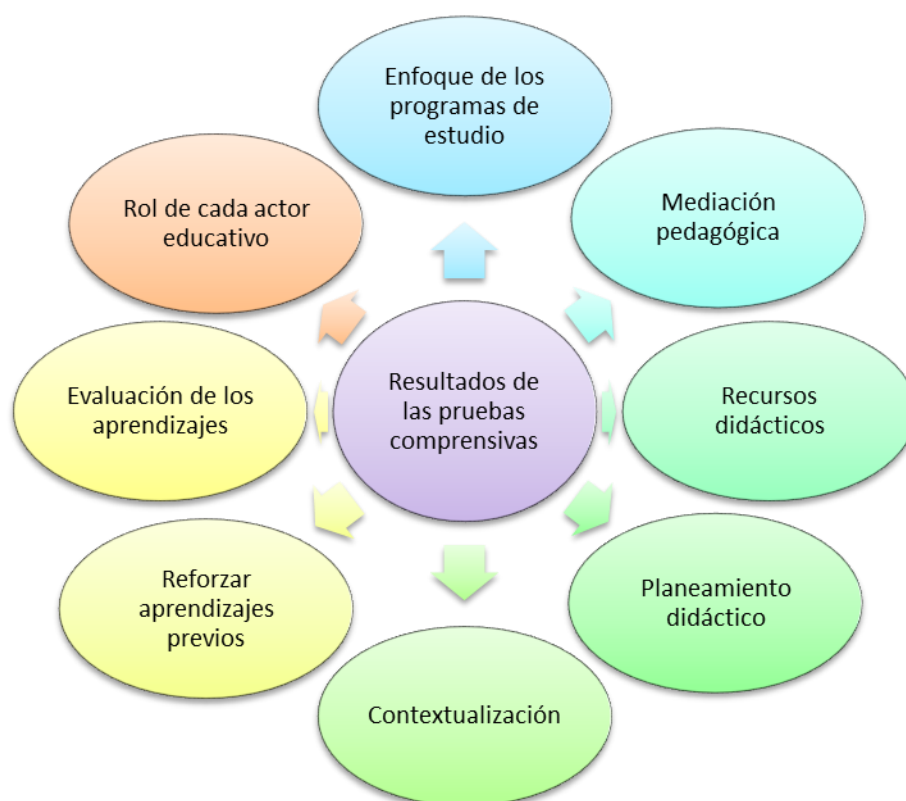 Enfoque de los
programas de
estudio
Mediación
pedagógica
Recursos
didácticos
Planeamiento
didáctico
Contextualización
Reforzar
aprendizajes
previos
Evaluación de los
aprendizajes
Rol de cada actor
educativo
Resultados de
las pruebas
comprensivas